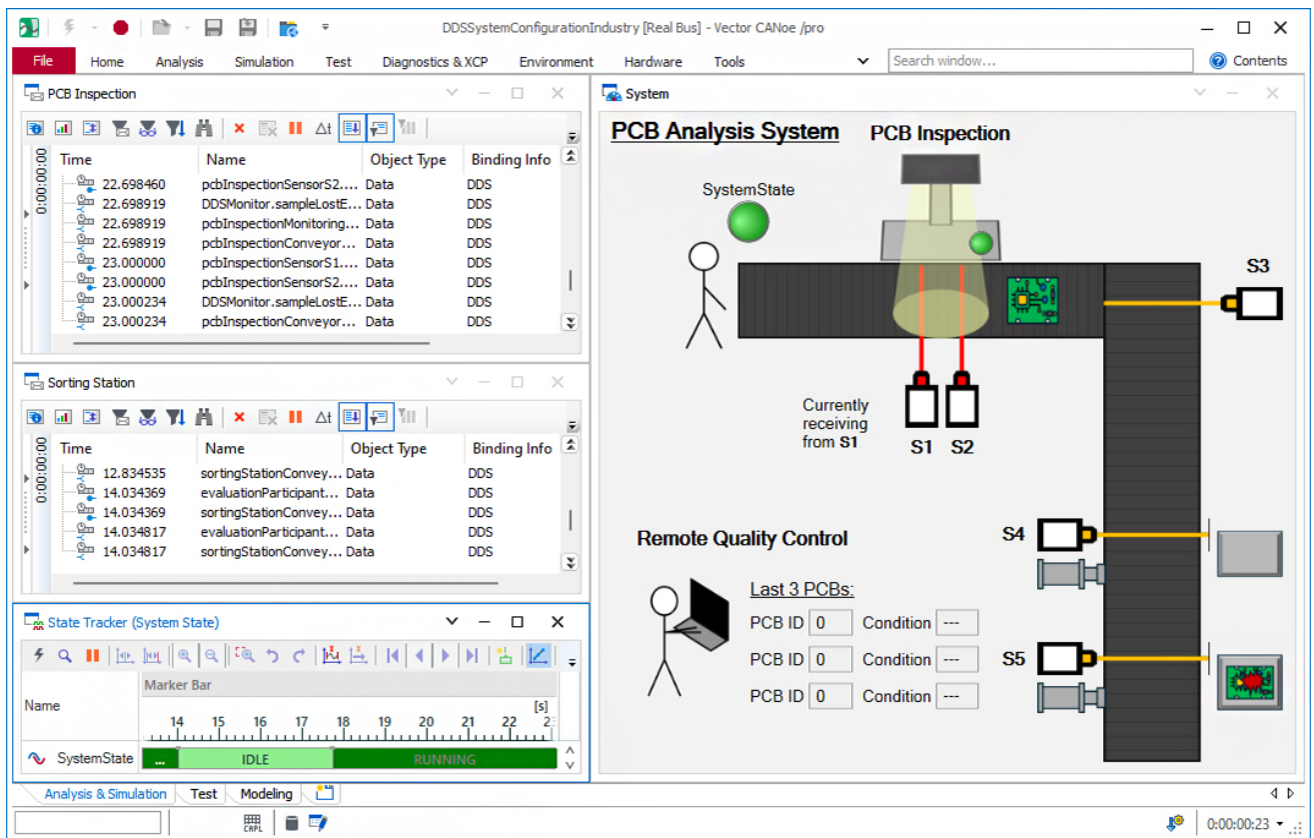 DDSSystemConfigurationIndustry [Real Bus] - Vector CANoe /pro
File Home Analysis Simulation Test Diagnostics & XCP Environment Hardware Tools Search window... Contents
PCB Inspection
0:00:00:00
Time Name Object Type Binding Info
22.698460 pcbInspectionSensorS2.... Data DDS
22.698919 DDSMonitor.sampleLostE... Data DDS
22.698919 pcbInspectionMonitoring... Data DDS
22.698919 pcbInspectionConveyor... Data DDS
23.000000 pcbInspectionSensorS1.... Data DDS
23.000000 pcbInspectionSensorS2.... Data DDS
23.000234 DDSMonitor.sampleLostE... Data DDS
23.000234 pcbInspectionConveyor... Data DDS
Sorting Station
0:00:00:00
Time Name Object Type Binding Info
12.834535 sortingStationConvey... Data DDS
14.034369 evaluationParticipant... Data DDS
14.034369 sortingStationConvey... Data DDS
14.034817 evaluationParticipant... Data DDS
14.034817 sortingStationConvey... Data DDS
State Tracker (System State)
Marker Bar
Name
[s]
14 15 16 17 18 19 20 21 22
SystemState ... IDLE RUNNING
System
PCB Analysis System PCB Inspection
SystemState
S3
Currently
receiving
from S1
S1 S2
Remote Quality Control
S4
Last 3 PCBs:
PCB ID 0 Condition ---
PCB ID 0 Condition ---
S5
PCB ID 0 Condition ---
Analysis & Simulation Test Modeling
CAPL
0:00:00:23